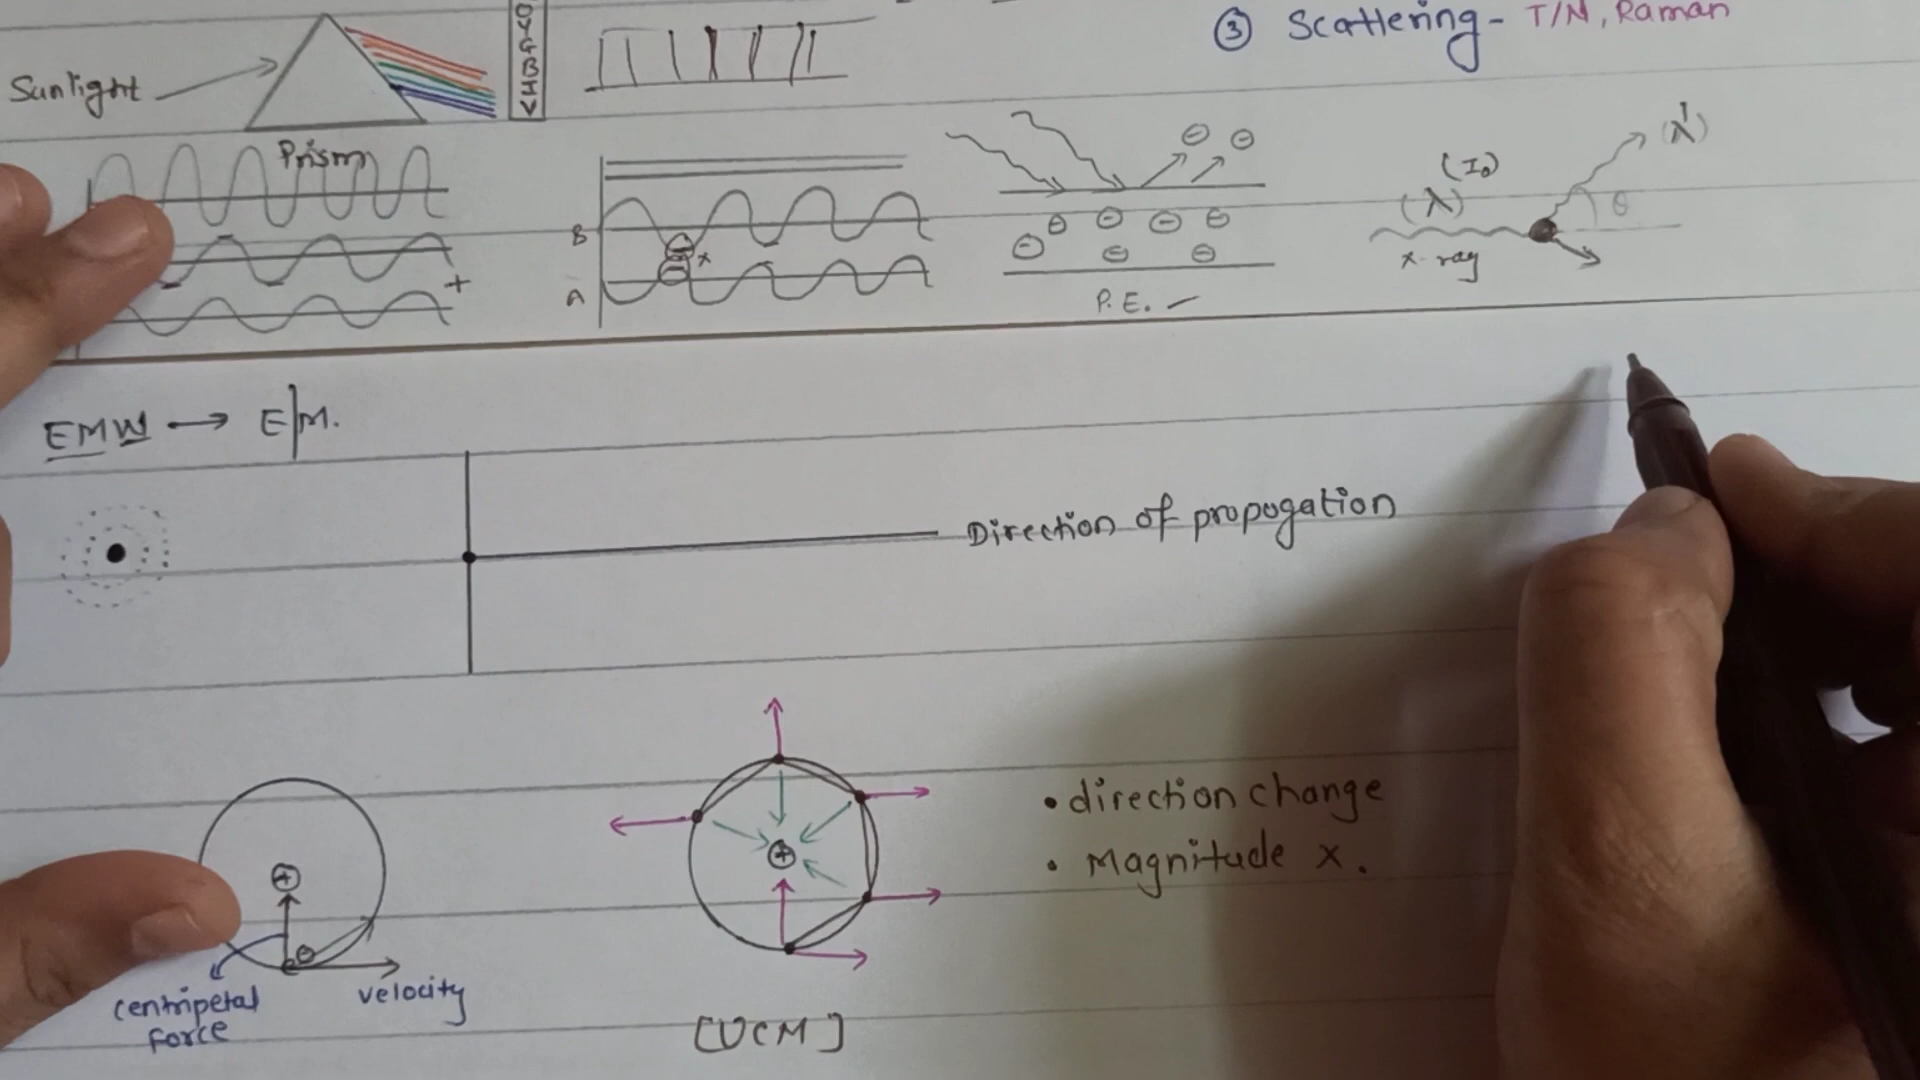 ③ Scattering - T/N, Raman
Sunlight
O
Y
G
B
I
V
Prism
+
B
A
x
⊖ ⊖
⊖ ⊖ ⊖ ⊖ ⊖
⊖ ⊖
P.E.
(I₀)
(λ)
(λ')
θ
x-ray
EMW → E/M.
Direction of propogation
⊕
⊖
centripetal
force
velocity
⊕
[UCM]
• direction change
• Magnitude x.